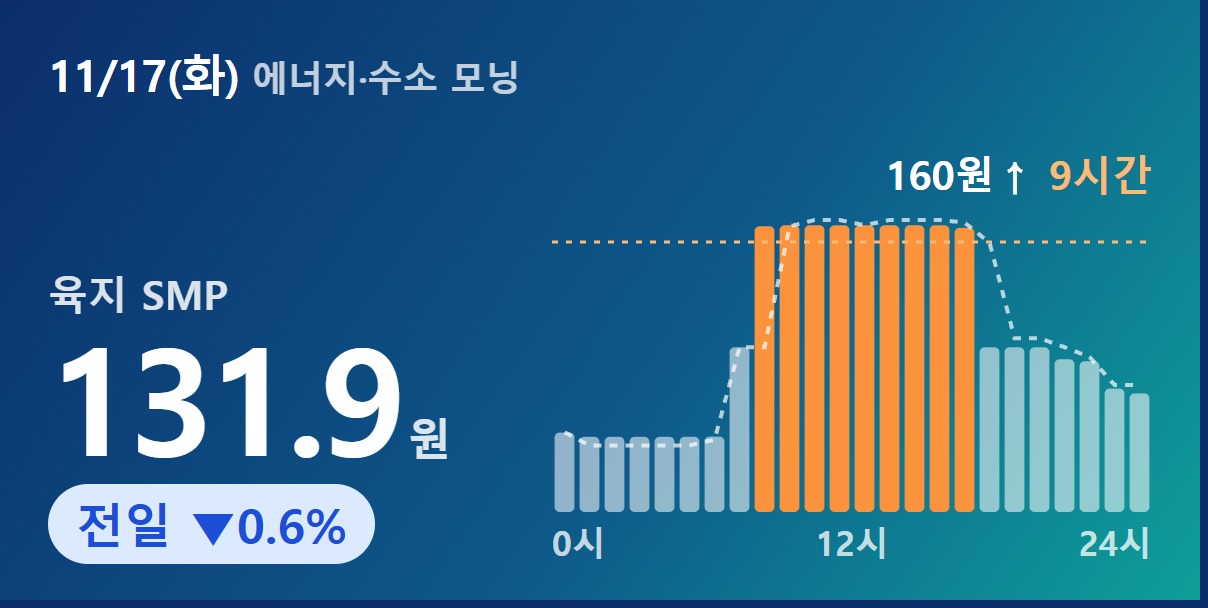 11/17(화) 에너지·수소 모닝
160원↑ 9시간
육지 SMP
131.9원
전일 ▼0.6%
0시 12시 24시